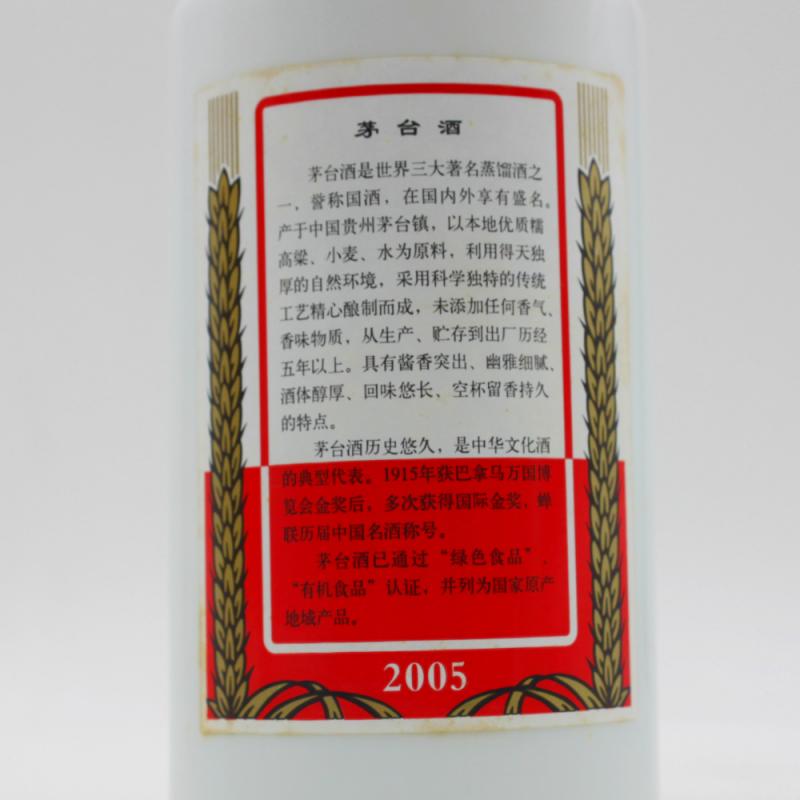 茅台酒
茅台酒是世界三大著名蒸馏酒之
一，誉称国酒，在国内外享有盛名。
产于中国贵州茅台镇，以本地优质糯
高粱、小麦、水为原料，利用得天独
厚的自然环境，采用科学独特的传统
工艺精心酿制而成，未添加任何香气、
香味物质，从生产、贮存到出厂历经
五年以上。具有酱香突出、幽雅细腻、
酒体醇厚、回味悠长、空杯留香持久
的特点。
茅台酒历史悠久，是中华文化酒
的典型代表。1915年获巴拿马万国博
览会金奖后，多次获得国际金奖，蝉
联历届中国名酒称号。
茅台酒已通过“绿色食品”、
“有机食品”认证，并列为国家原产
地域产品。
2005